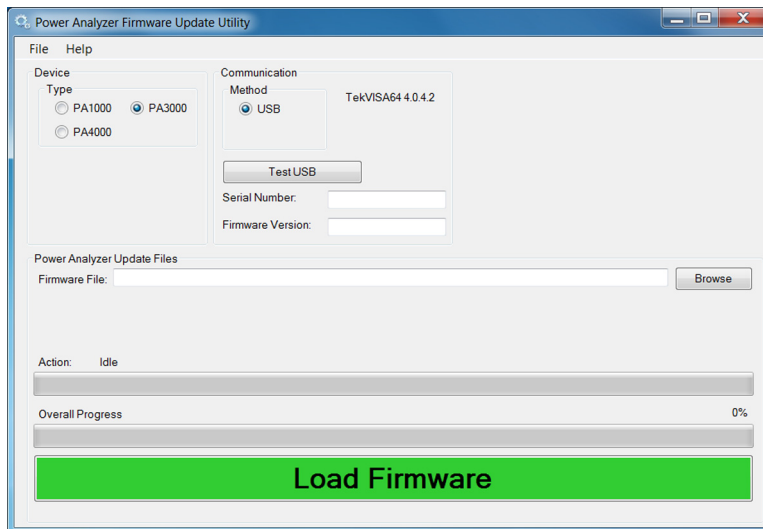 Power Analyzer Firmware Update Utility
File Help
Device
Type
PA1000 PA3000
PA4000
Communication
Method
USB
TekVISA64 4.0.4.2
Test USB
Serial Number:
Firmware Version:
Power Analyzer Update Files
Firmware File:
Browse
Action: Idle
Overall Progress 0%
Load Firmware